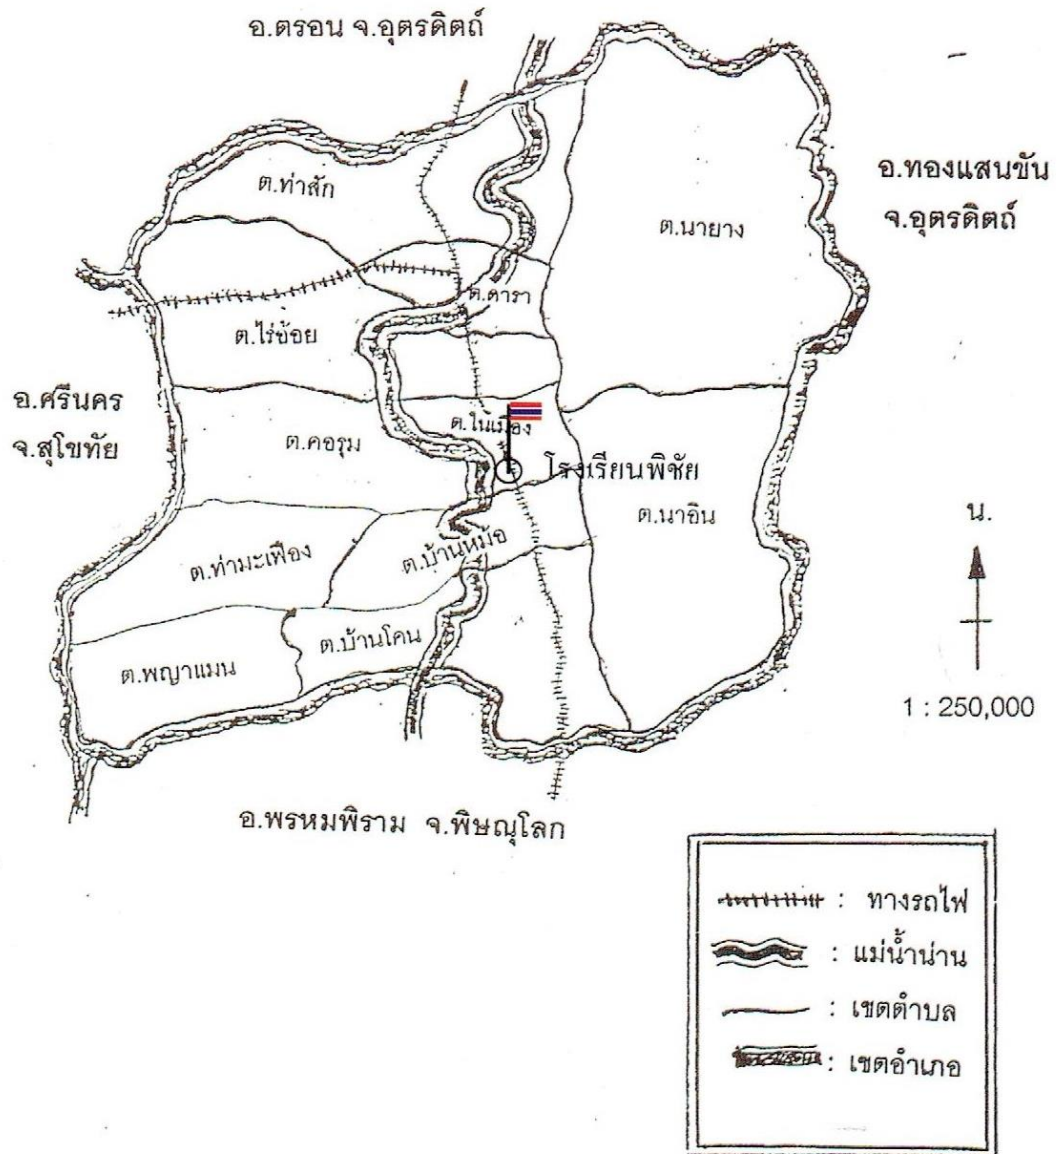 อ.ตรอน จ.อุตรดิตถ์
อ.ทองแสนขัน
จ.อุตรดิตถ์
ต.ท่าสัก
ต.นายาง
ต.ดารา
ต.ไร่อ้อย
อ.ศรีนคร
จ.สุโขทัย
ต.ในเมือง
ต.คอรุม
โรงเรียนพิชัย
ต.นาอิน
น.
ต.บ้านหม้อ
ต.ท่ามะเฟือง
ต.บ้านโคน
ต.พญาแมน
1 : 250,000
อ.พรหมพิราม จ.พิษณุโลก
: ทางรถไฟ
: แม่น้ำน่าน
: เขตตำบล
: เขตอำเภอ